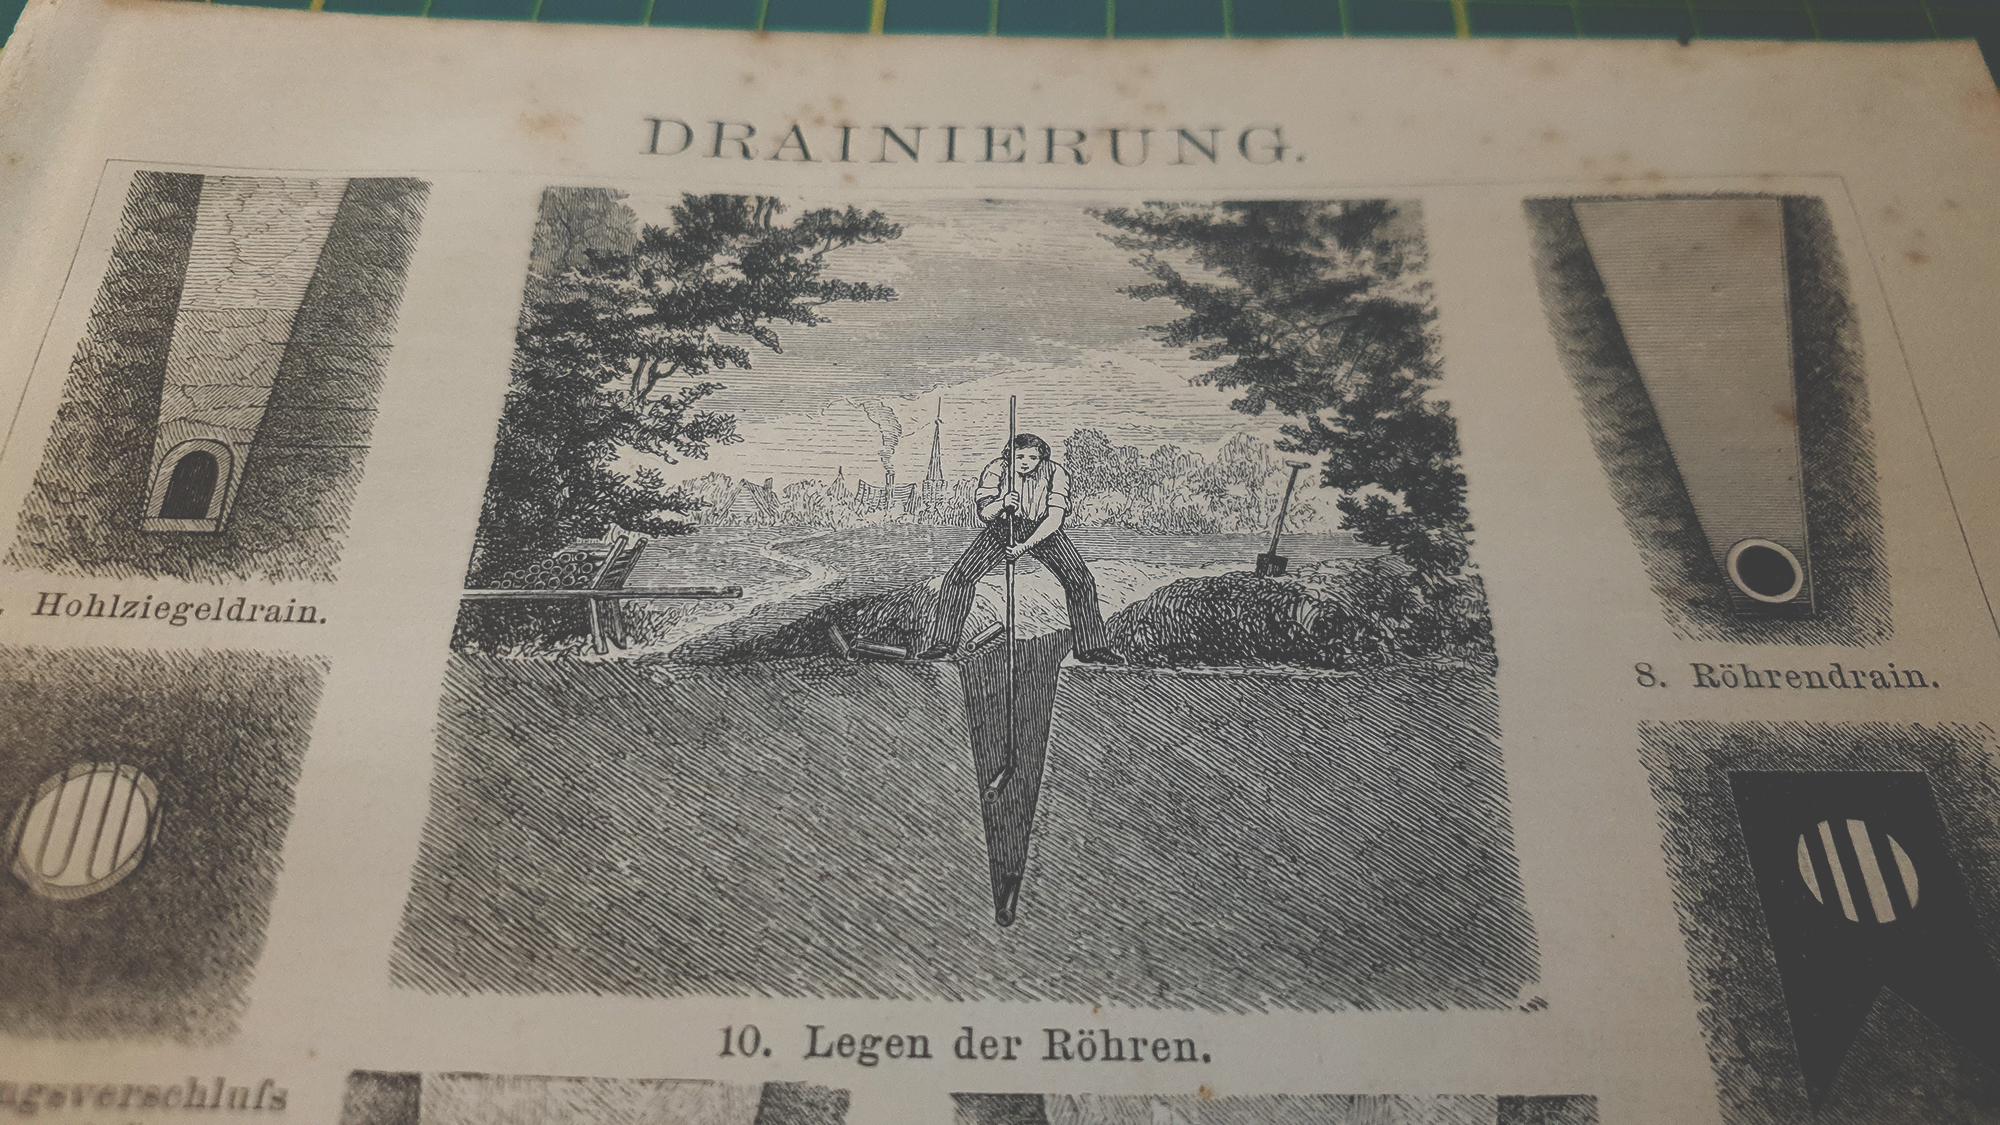 DRAINIERUNG.
Hohlziegeldrain.
8. Röhrendrain.
10. Legen der Röhren.